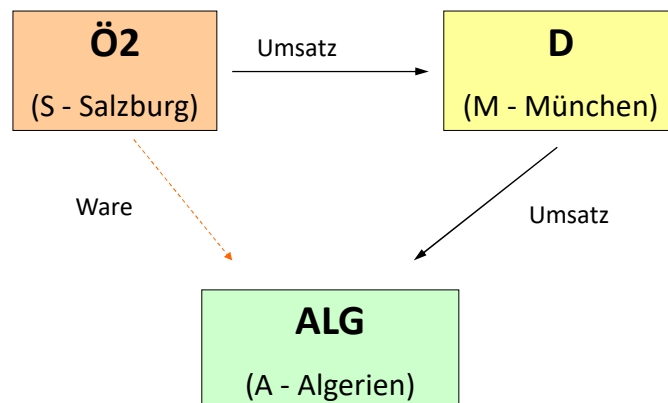 Ö2
(S - Salzburg)
Umsatz
D
(M - München)
Ware
Umsatz
ALG
(A - Algerien)